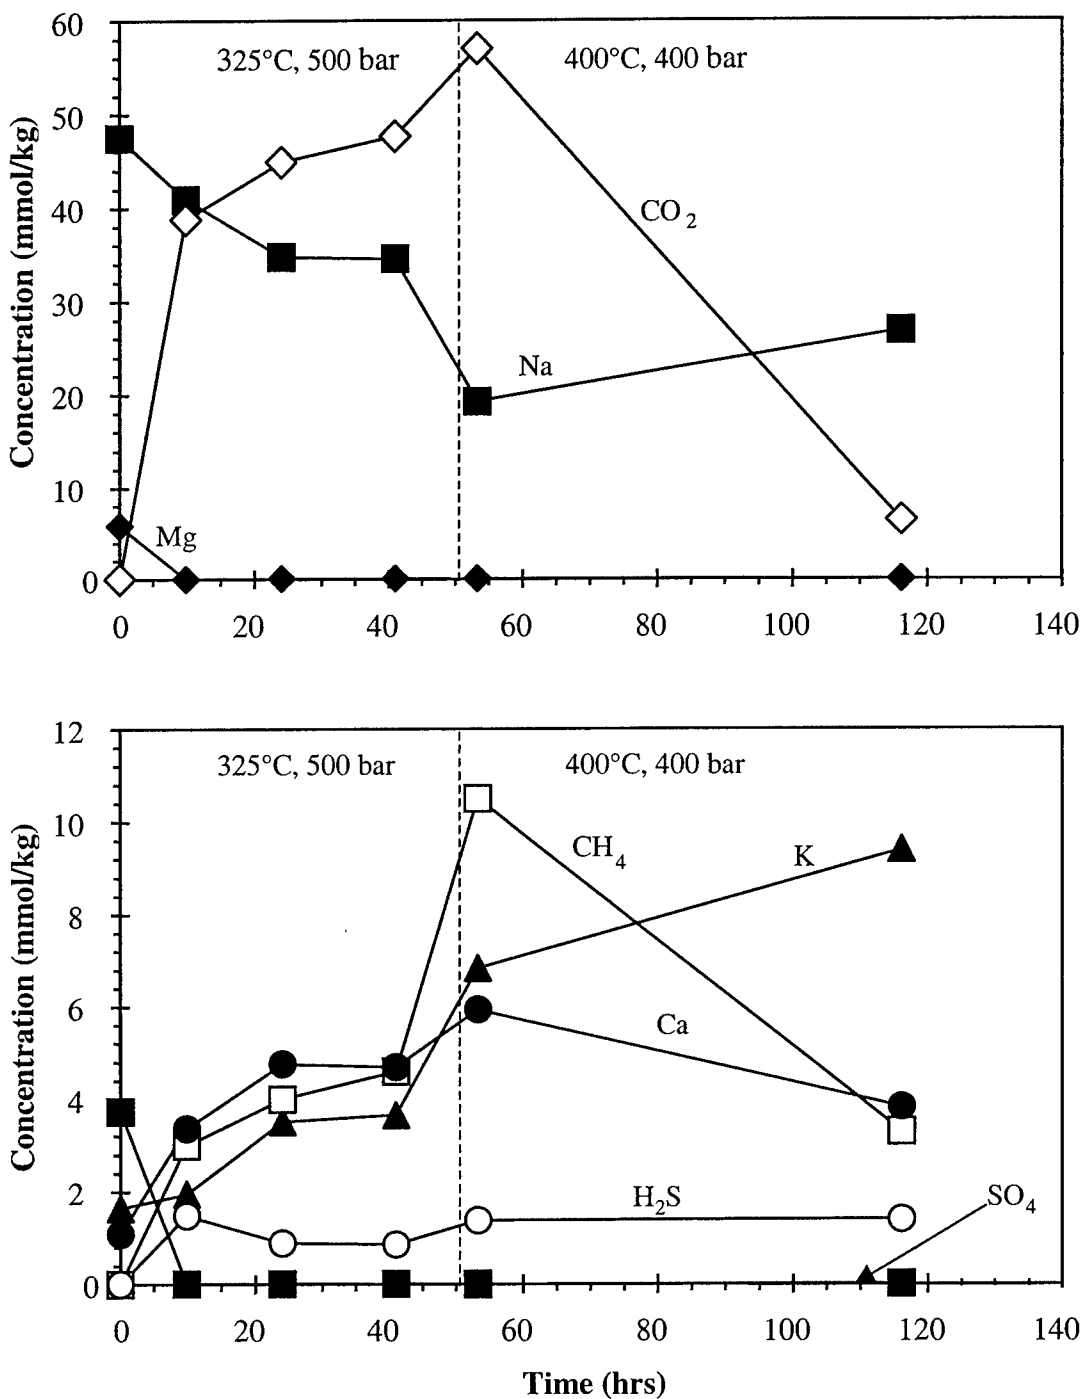 60
325°C, 500 bar
400°C, 400 bar
50
40
CO2
30
Na
20
10
Mg
0
Concentration (mmol/kg)
0 20 40 60 80 100 120 140
12
325°C, 500 bar
400°C, 400 bar
10
CH4
K
8
6
Ca
4
2
H2S
SO4
0
Concentration (mmol/kg)
0 20 40 60 80 100 120 140
Time (hrs)